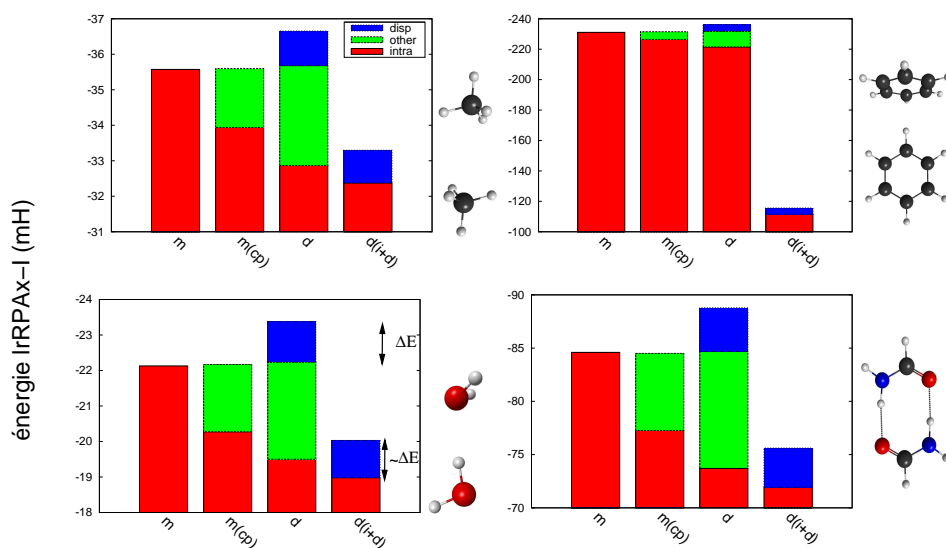 énergie lrRPAx–I (mH)
-37
-36
-35
-34
-33
-32
-31
disp
other
intra
m
m(cp)
d
d(i+d)
-240
-220
-200
-180
-160
-140
-120
-100
m
m(cp)
d
d(i+d)
-24
-23
-22
-21
-20
-19
-18
ΔE
~ΔE
m
m(cp)
d
d(i+d)
-90
-85
-80
-75
-70
m
m(cp)
d
d(i+d)